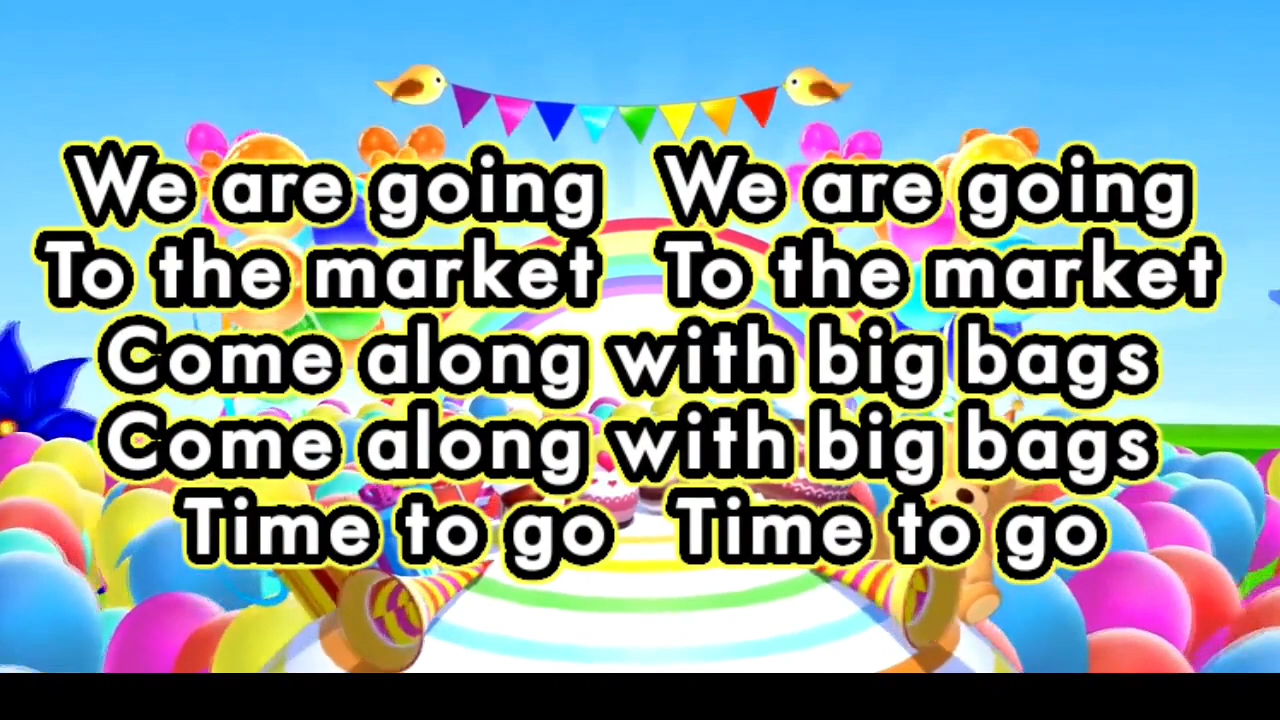 We are going We are going
To the market To the market
Come along with big bags
Come along with big bags
Time to go Time to go